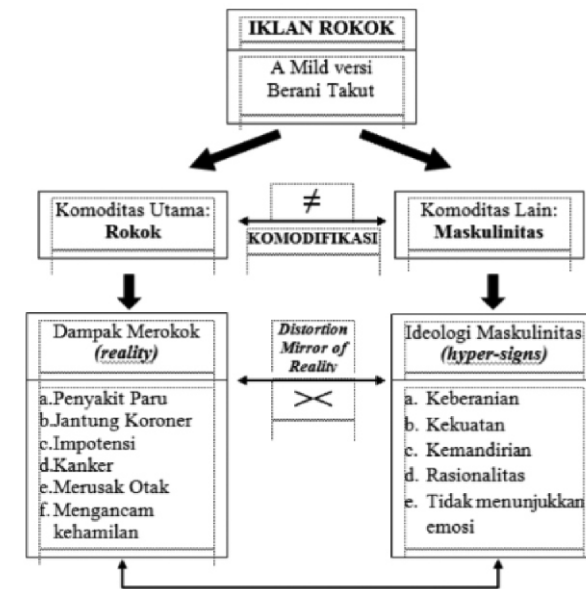 IKLAN ROKOK
A Mild versi
Berani Takut
Komoditas Utama:
Rokok
≠
KOMODIFIKASI
Komoditas Lain:
Maskulinitas
Dampak Merokok
(reality)
a.Penyakit Paru
b.Jantung Koroner
c.Impotensi
d.Kanker
e.Merusak Otak
f. Mengancam
kehamilan
Distortion
Mirror of
Reality
><
Ideologi Maskulinitas
(hyper-signs)
a. Keberanian
b. Kekuatan
c. Kemandirian
d. Rasionalitas
e. Tidak menunjukkan
emosi